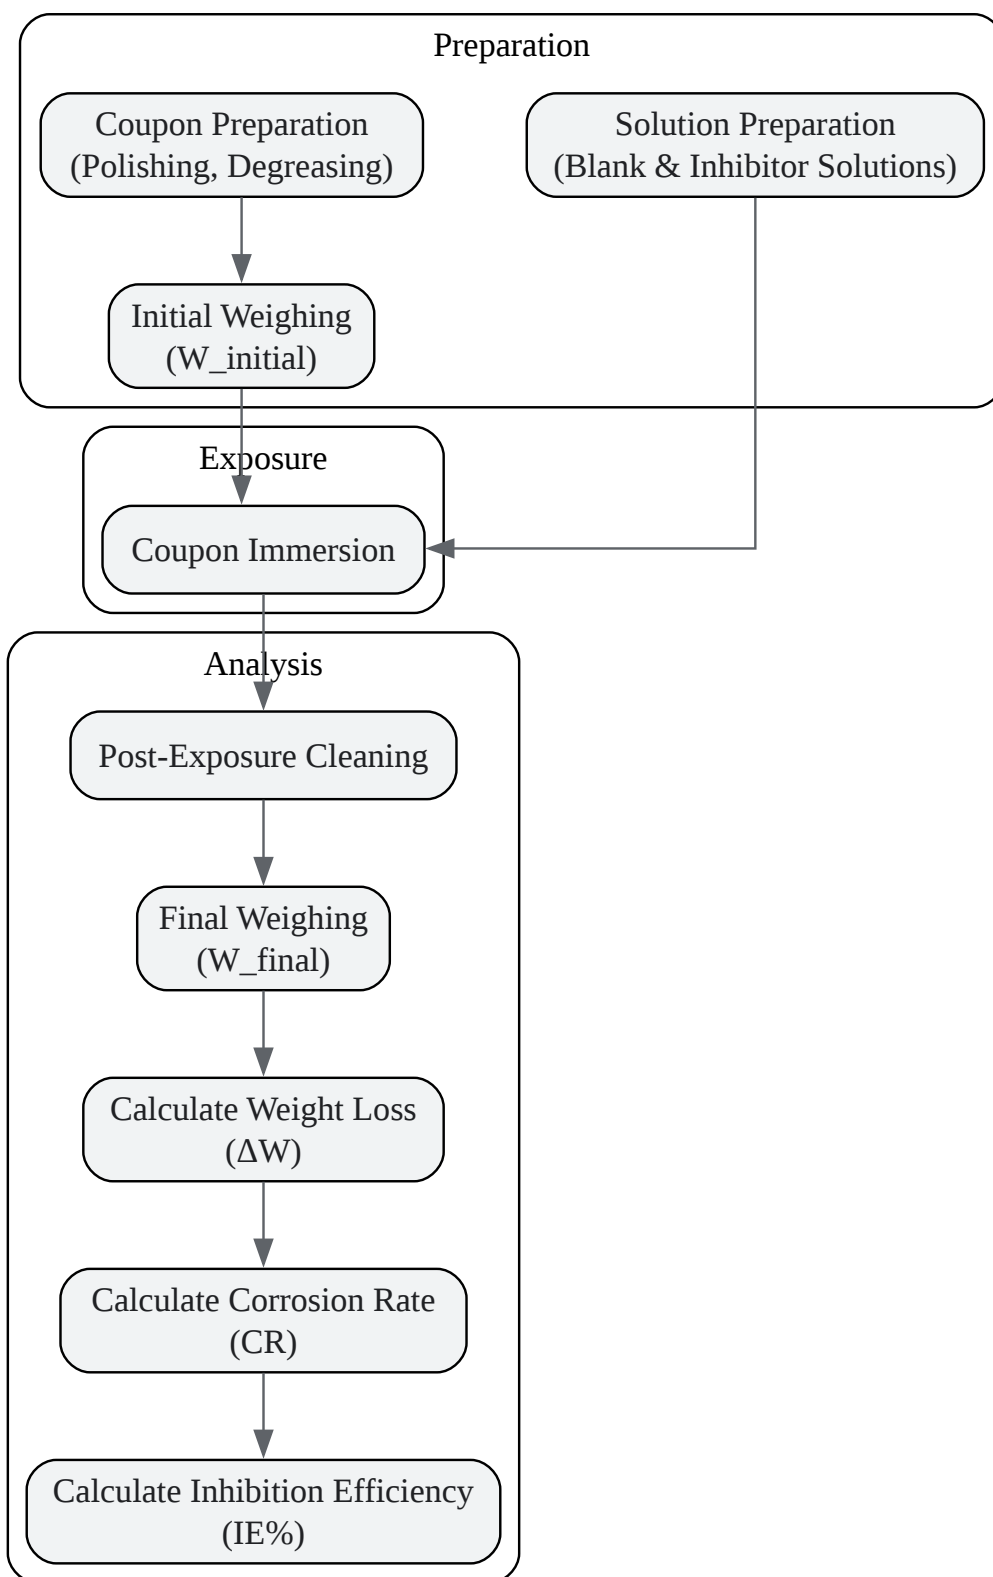 Preparation
Coupon Preparation
(Polishing, Degreasing)
Solution Preparation
(Blank & Inhibitor Solutions)
Initial Weighing
(W_initial)
Exposure
Coupon Immersion
Analysis
Post-Exposure Cleaning
Final Weighing
(W_final)
Calculate Weight Loss
(ΔW)
Calculate Corrosion Rate
(CR)
Calculate Inhibition Efficiency
(IE%)